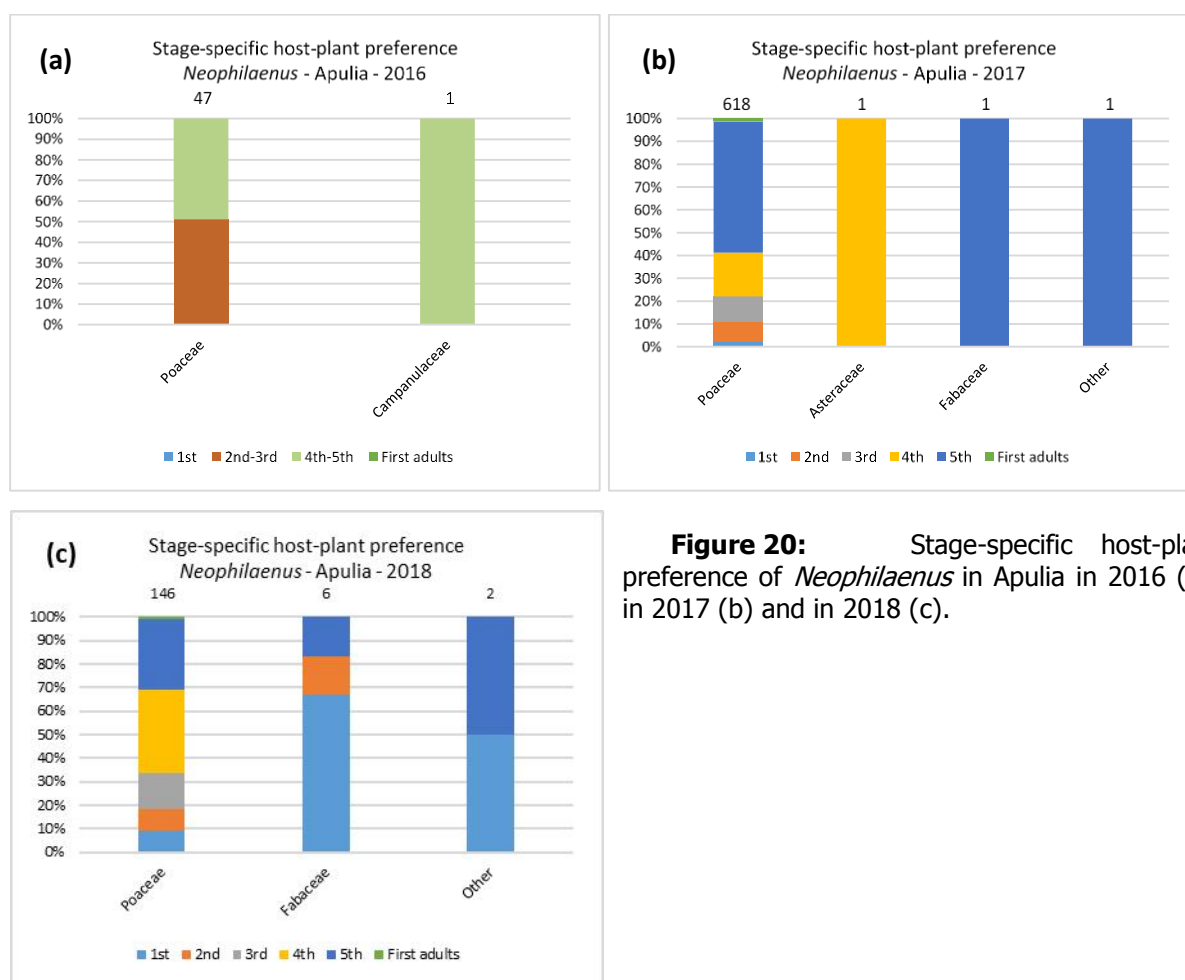 (a)
Stage-specific host-plant preference
Neophilaenus - Apulia - 2016
47 1
100%
90%
80%
70%
60%
50%
40%
30%
20%
10%
0%
Poaceae Campanulaceae
1st 2nd-3rd 4th-5th First adults
(b)
Stage-specific host-plant preference
Neophilaenus - Apulia - 2017
618 1 1 1
100%
90%
80%
70%
60%
50%
40%
30%
20%
10%
0%
Poaceae Asteraceae Fabaceae Other
1st 2nd 3rd 4th 5th First adults
(c)
Stage-specific host-plant preference
Neophilaenus - Apulia - 2018
146 6 2
100%
90%
80%
70%
60%
50%
40%
30%
20%
10%
0%
Poaceae Fabaceae Other
1st 2nd 3rd 4th 5th First adults
Figure 20: Stage-specific
preference of Neophilaenus in Apulia in 2016
in 2017 (b) and in 2018 (c).